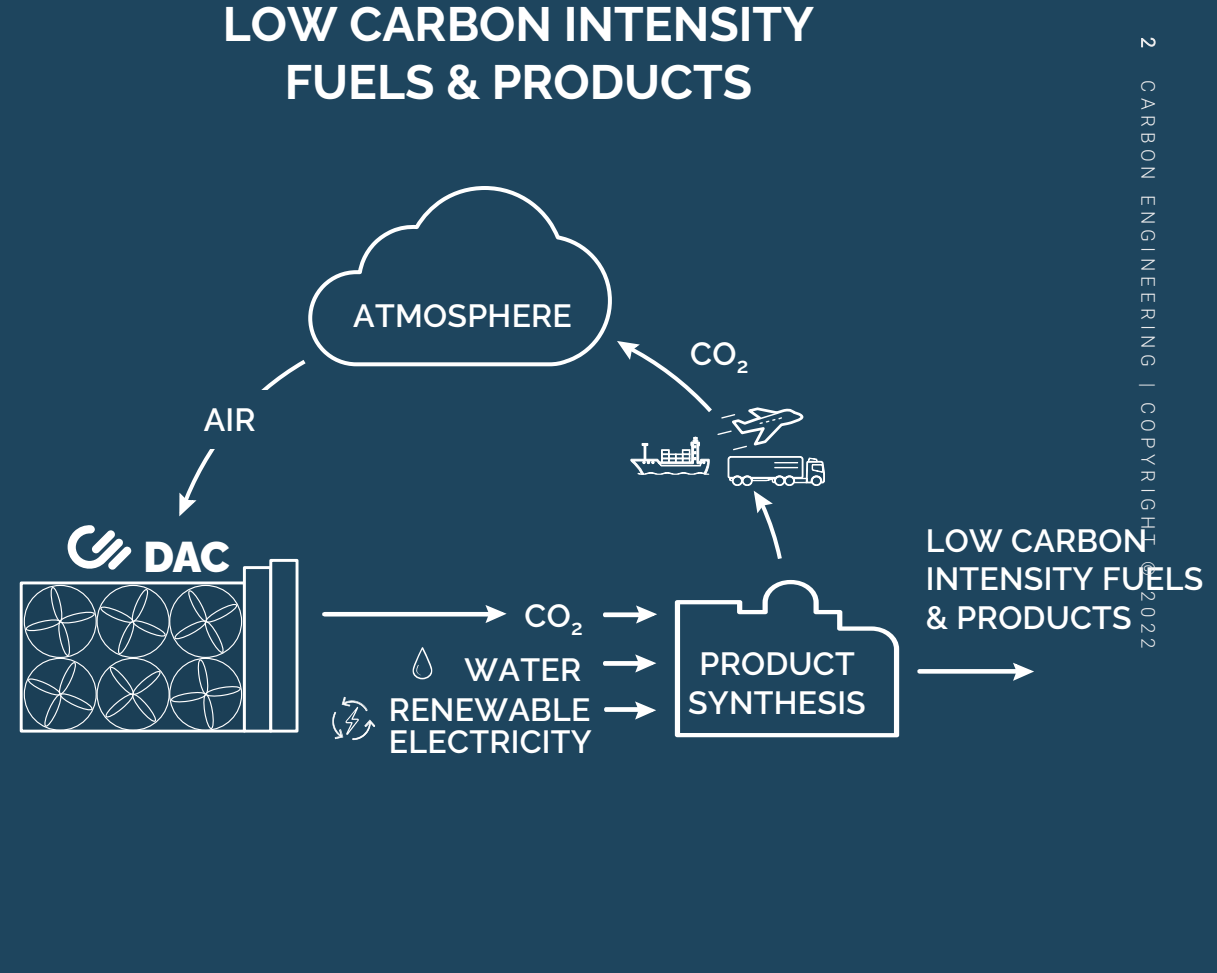 LOW CARBON INTENSITY
FUELS & PRODUCTS
2 CARBON ENGINEERING | COPYRIGHT © 2022
ATMOSPHERE
CO₂
AIR
DAC
LOW CARBON
INTENSITY FUELS
& PRODUCTS
CO₂
WATER
RENEWABLE
ELECTRICITY
PRODUCT
SYNTHESIS